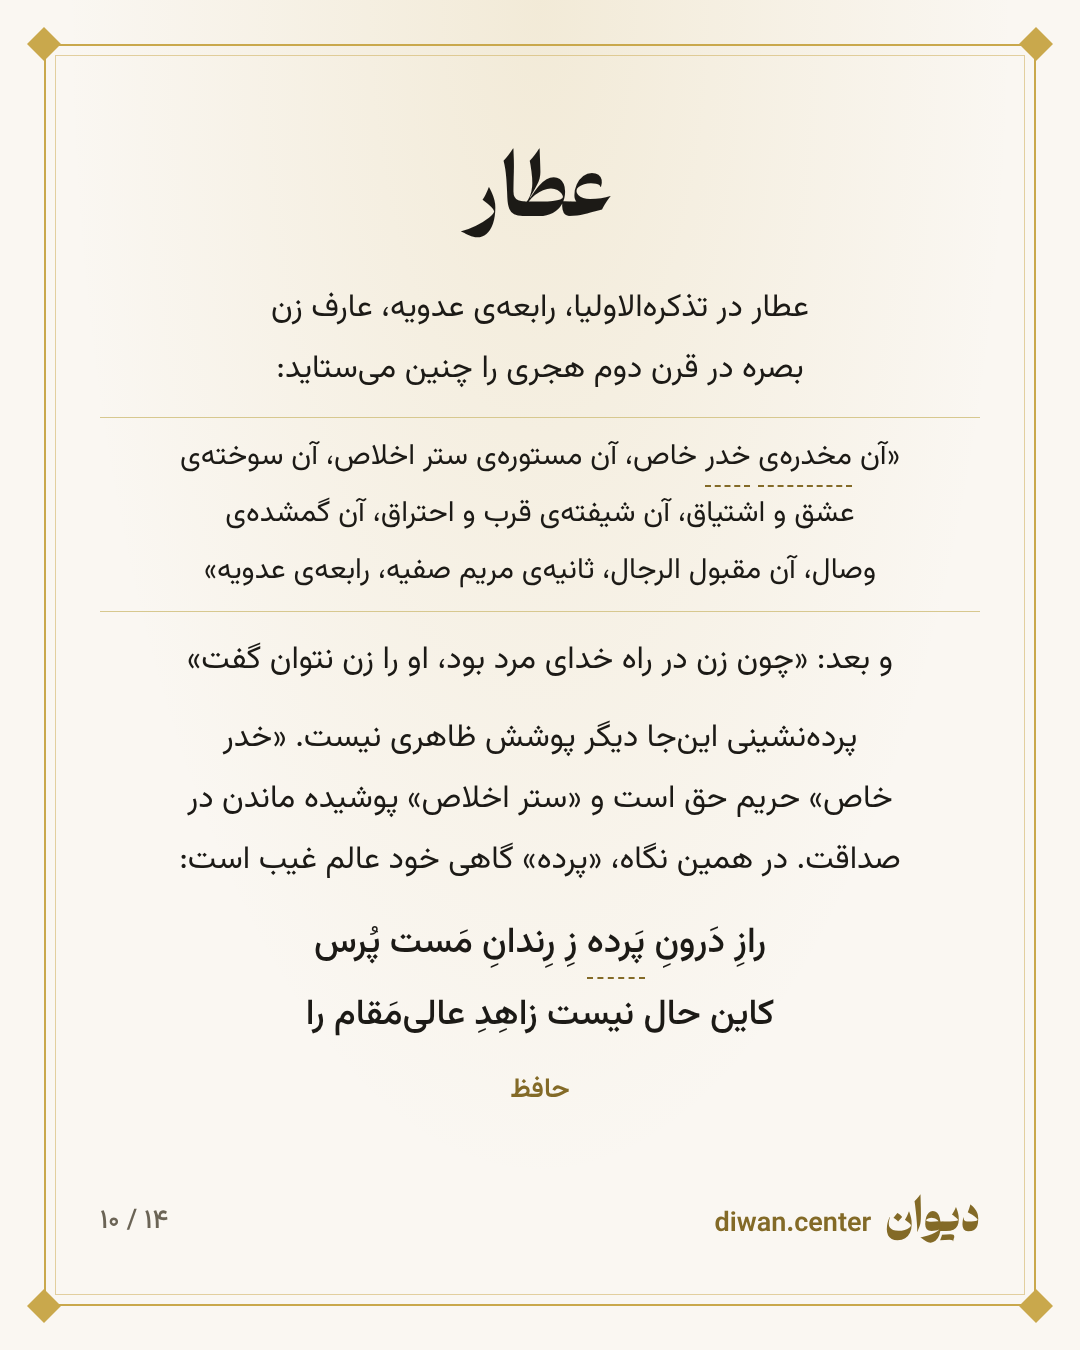 عطار
عطار در تذکره‌الاولیا، رابعه‌ی عدویه، عارف زن
بصره در قرن دوم هجری را چنین می‌ستاید:
«آن مخدره‌ی خدر خاص، آن مستوره‌ی ستر اخلاص، آن سوخته‌ی
عشق و اشتیاق، آن شیفته‌ی قرب و احتراق، آن گمشده‌ی
وصال، آن مقبول الرجال، ثانیه‌ی مریم صفیه، رابعه‌ی عدویه»
و بعد: «چون زن در راه خدای مرد بود، او را زن نتوان گفت»
پرده‌نشینی این‌جا دیگر پوشش ظاهری نیست. «خدر
خاص» حریم حق است و «ستر اخلاص» پوشیده ماندن در
صداقت. در همین نگاه، «پرده» گاهی خود عالم غیب است:
رازِ دَرونِ پَرده زِ رِندانِ مَست پُرس
کاین حال نیست زاهِدِ عالی‌مَقام را
حافظ
دیوان diwan.center
۱۰ / ۱۴